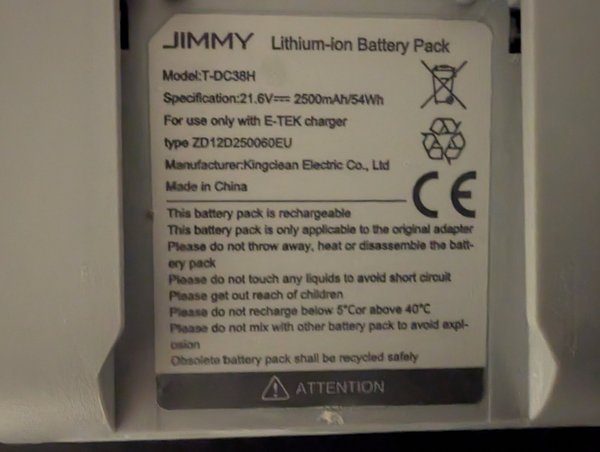 JIMMY Lithium-ion Battery Pack
Model:T-DC38H
Specification:21.6V⎓ 2500mAh/54Wh
For use only with E-TEK charger
type ZD12D250060EU
Manufacturer:Kingclean Electric Co., Ltd
Made in China
CE
This battery pack is rechargeable
This battery pack is only applicable to the original adapter
Please do not throw away, heat or disassemble the batt-
ery pack
Please do not touch any liquids to avoid short circuit
Please get out reach of children
Please do not recharge below 5°Cor above 40°C
Please do not mix with other battery pack to avoid expl-
osion
Obsolete battery pack shall be recycled safely
ATTENTION